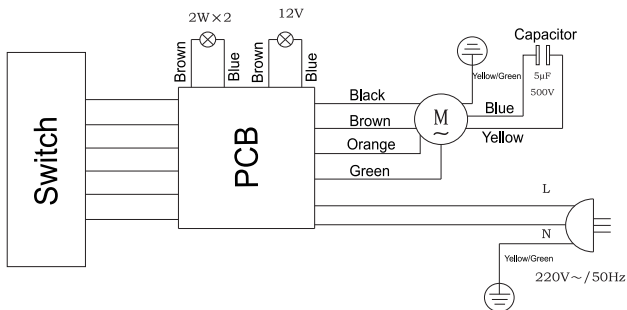 2W×2
12V
Brown
Blue
Brown
Blue
Switch
PCB
Black
Brown
Orange
Green
M
~
Yellow/Green
Capacitor
5μF
500V
Blue
Yellow
L
N
Yellow/Green
220V~/50Hz